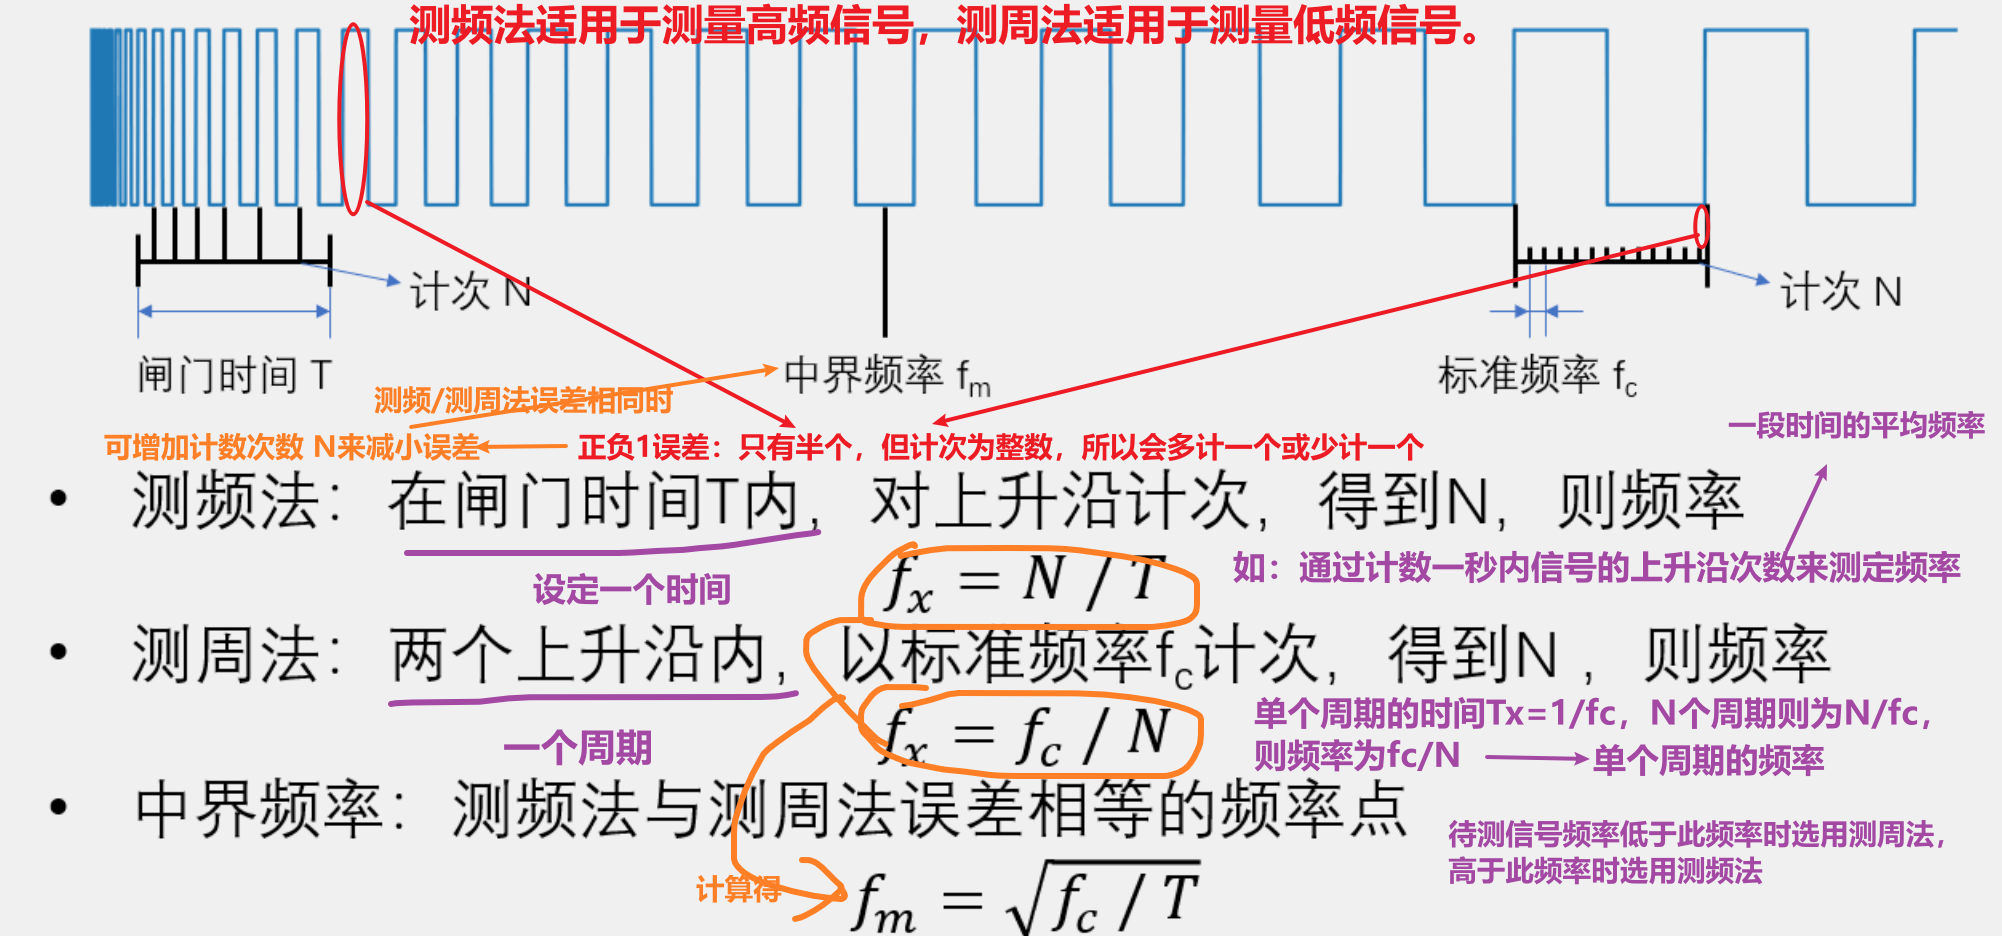 测频法适用于测量高频信号，测周法适用于测量低频信号。
计次 N
计次 N
闸门时间 T
中界频率 fm
标准频率 fc
测频/测周法误差相同时
一段时间的平均频率
可增加计数次数 N来减小误差
正负1误差：只有半个，但计次为整数，所以会多计一个或少计一个
• 测频法：在闸门时间T内，对上升沿计次，得到N，则频率
fx = N / T
如：通过计数一秒内信号的上升沿次数来测定频率
设定一个时间
• 测周法：两个上升沿内，以标准频率fc计次，得到N ，则频率
fx = fc / N
单个周期的时间Tx=1/fc，N个周期则为N/fc，
则频率为fc/N
单个周期的频率
一个周期
• 中界频率：测频法与测周法误差相等的频率点
待测信号频率低于此频率时选用测周法，
高于此频率时选用测频法
计算得
fm = √fc / T